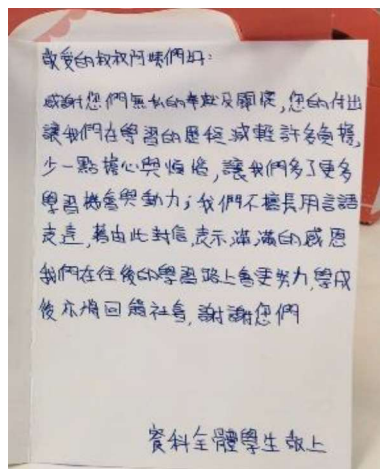 敬愛的叔叔阿姨們好:
感謝您們無私的奉獻及關懷,您的付出
讓我們在學習的歷程減輕許多負擔,
少一點擔心與煩惱,讓我們多了更多
學習機會與動力;我們不擅長用言語
表達,藉由此封信,表示滿滿的感恩
我們在往後的學習路上會更努力,學成
後亦將回饋社會,謝謝您們
資科全體學生敬上